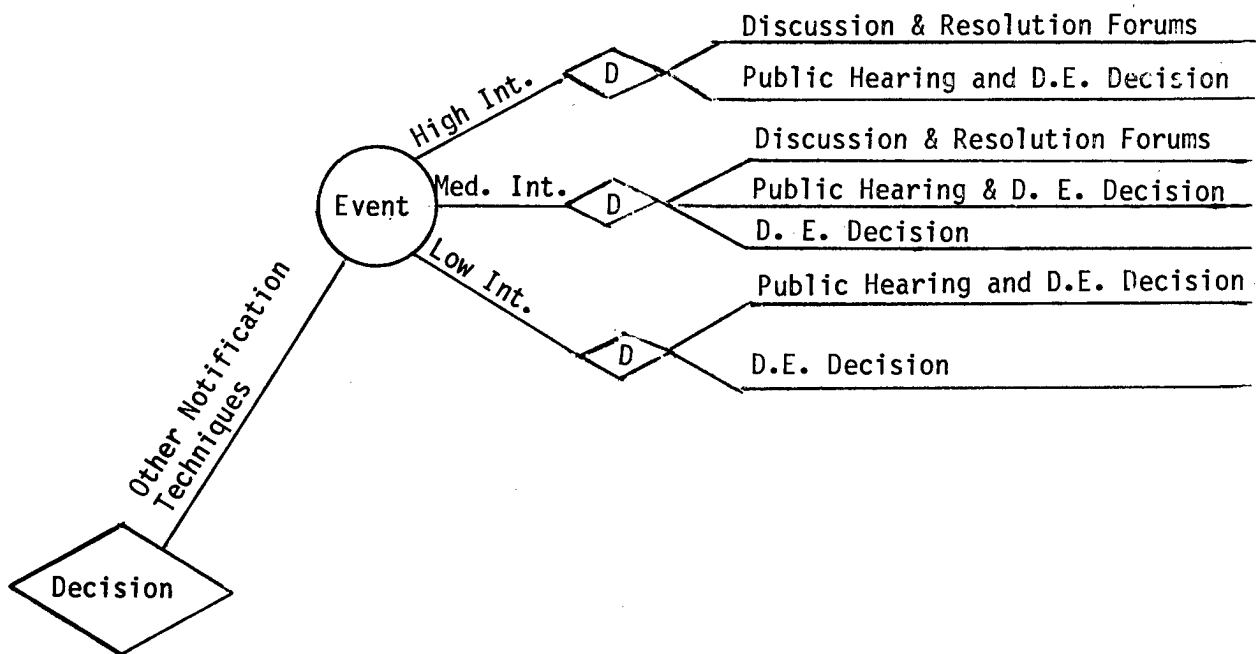 Discussion & Resolution Forums
D
Public Hearing and D.E. Decision
High Int.
Discussion & Resolution Forums
Event
Med. Int.
D
Public Hearing & D. E. Decision
D. E. Decision
Low Int.
Public Hearing and D.E. Decision
D
D.E. Decision
Other Notification
Techniques
Decision